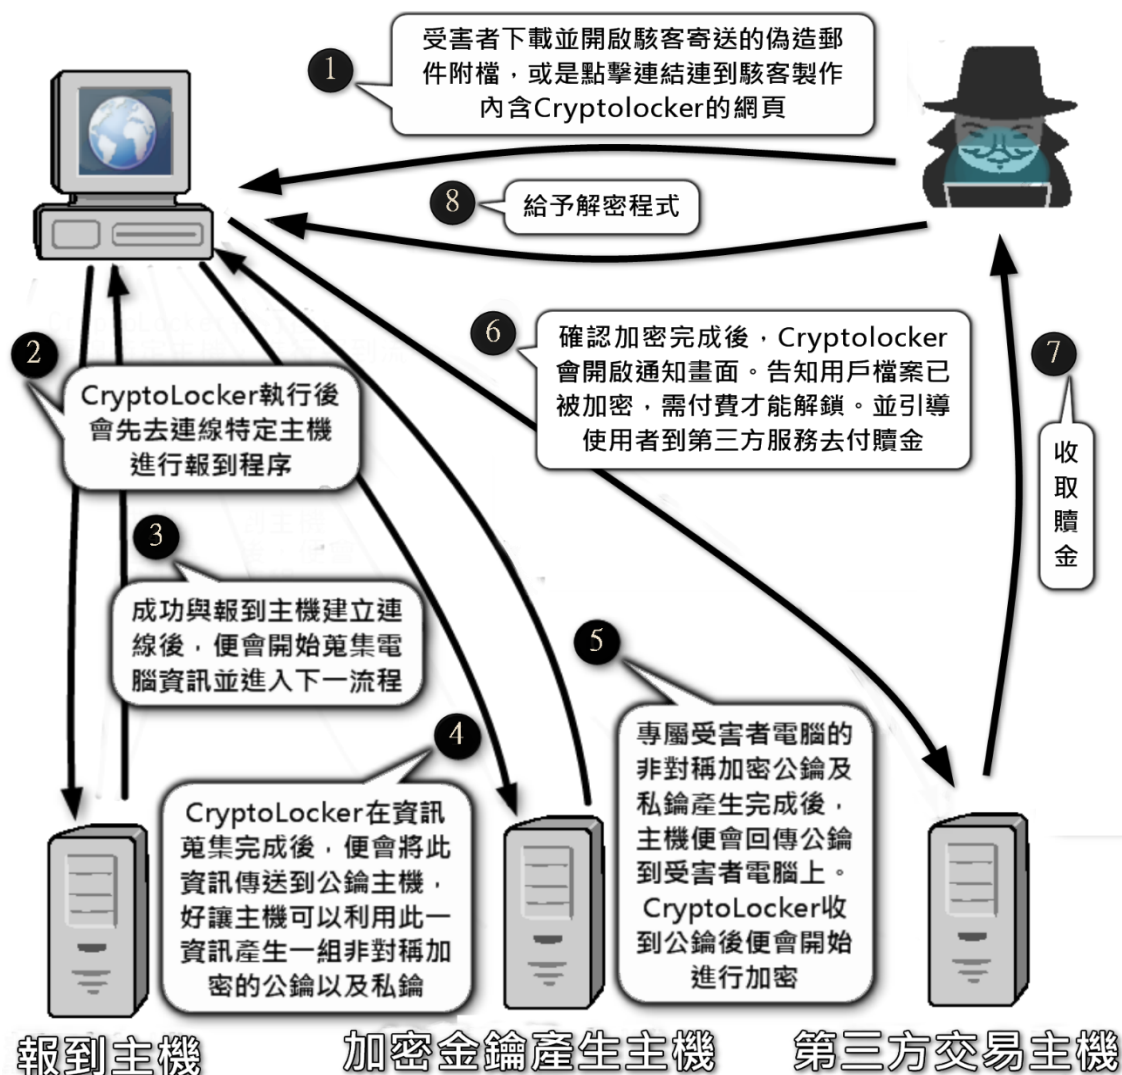 1
受害者下載並開啟駭客寄送的偽造郵
件附檔，或是點擊連結連到駭客製作
內含Cryptolocker的網頁
8
給予解密程式
2
CryptoLocker執行後
會先去連線特定主機
進行報到程序
6
確認加密完成後，Cryptolocker
會開啟通知畫面。告知用戶檔案已
被加密，需付費才能解鎖。並引導
使用者到第三方服務去付贖金
7
收
取
贖
金
3
成功與報到主機建立連
線後，便會開始蒐集電
腦資訊並進入下一流程
4
CryptoLocker在資訊
蒐集完成後，便會將此
資訊傳送到公鑰主機，
好讓主機可以利用此一
資訊產生一組非對稱加
密的公鑰以及私鑰
5
專屬受害者電腦的
非對稱加密公鑰及
私鑰產生完成後，
主機便會回傳公鑰
到受害者電腦上。
CryptoLocker收
到公鑰後便會開始
進行加密
報到主機
加密金鑰產生主機
第三方交易主機